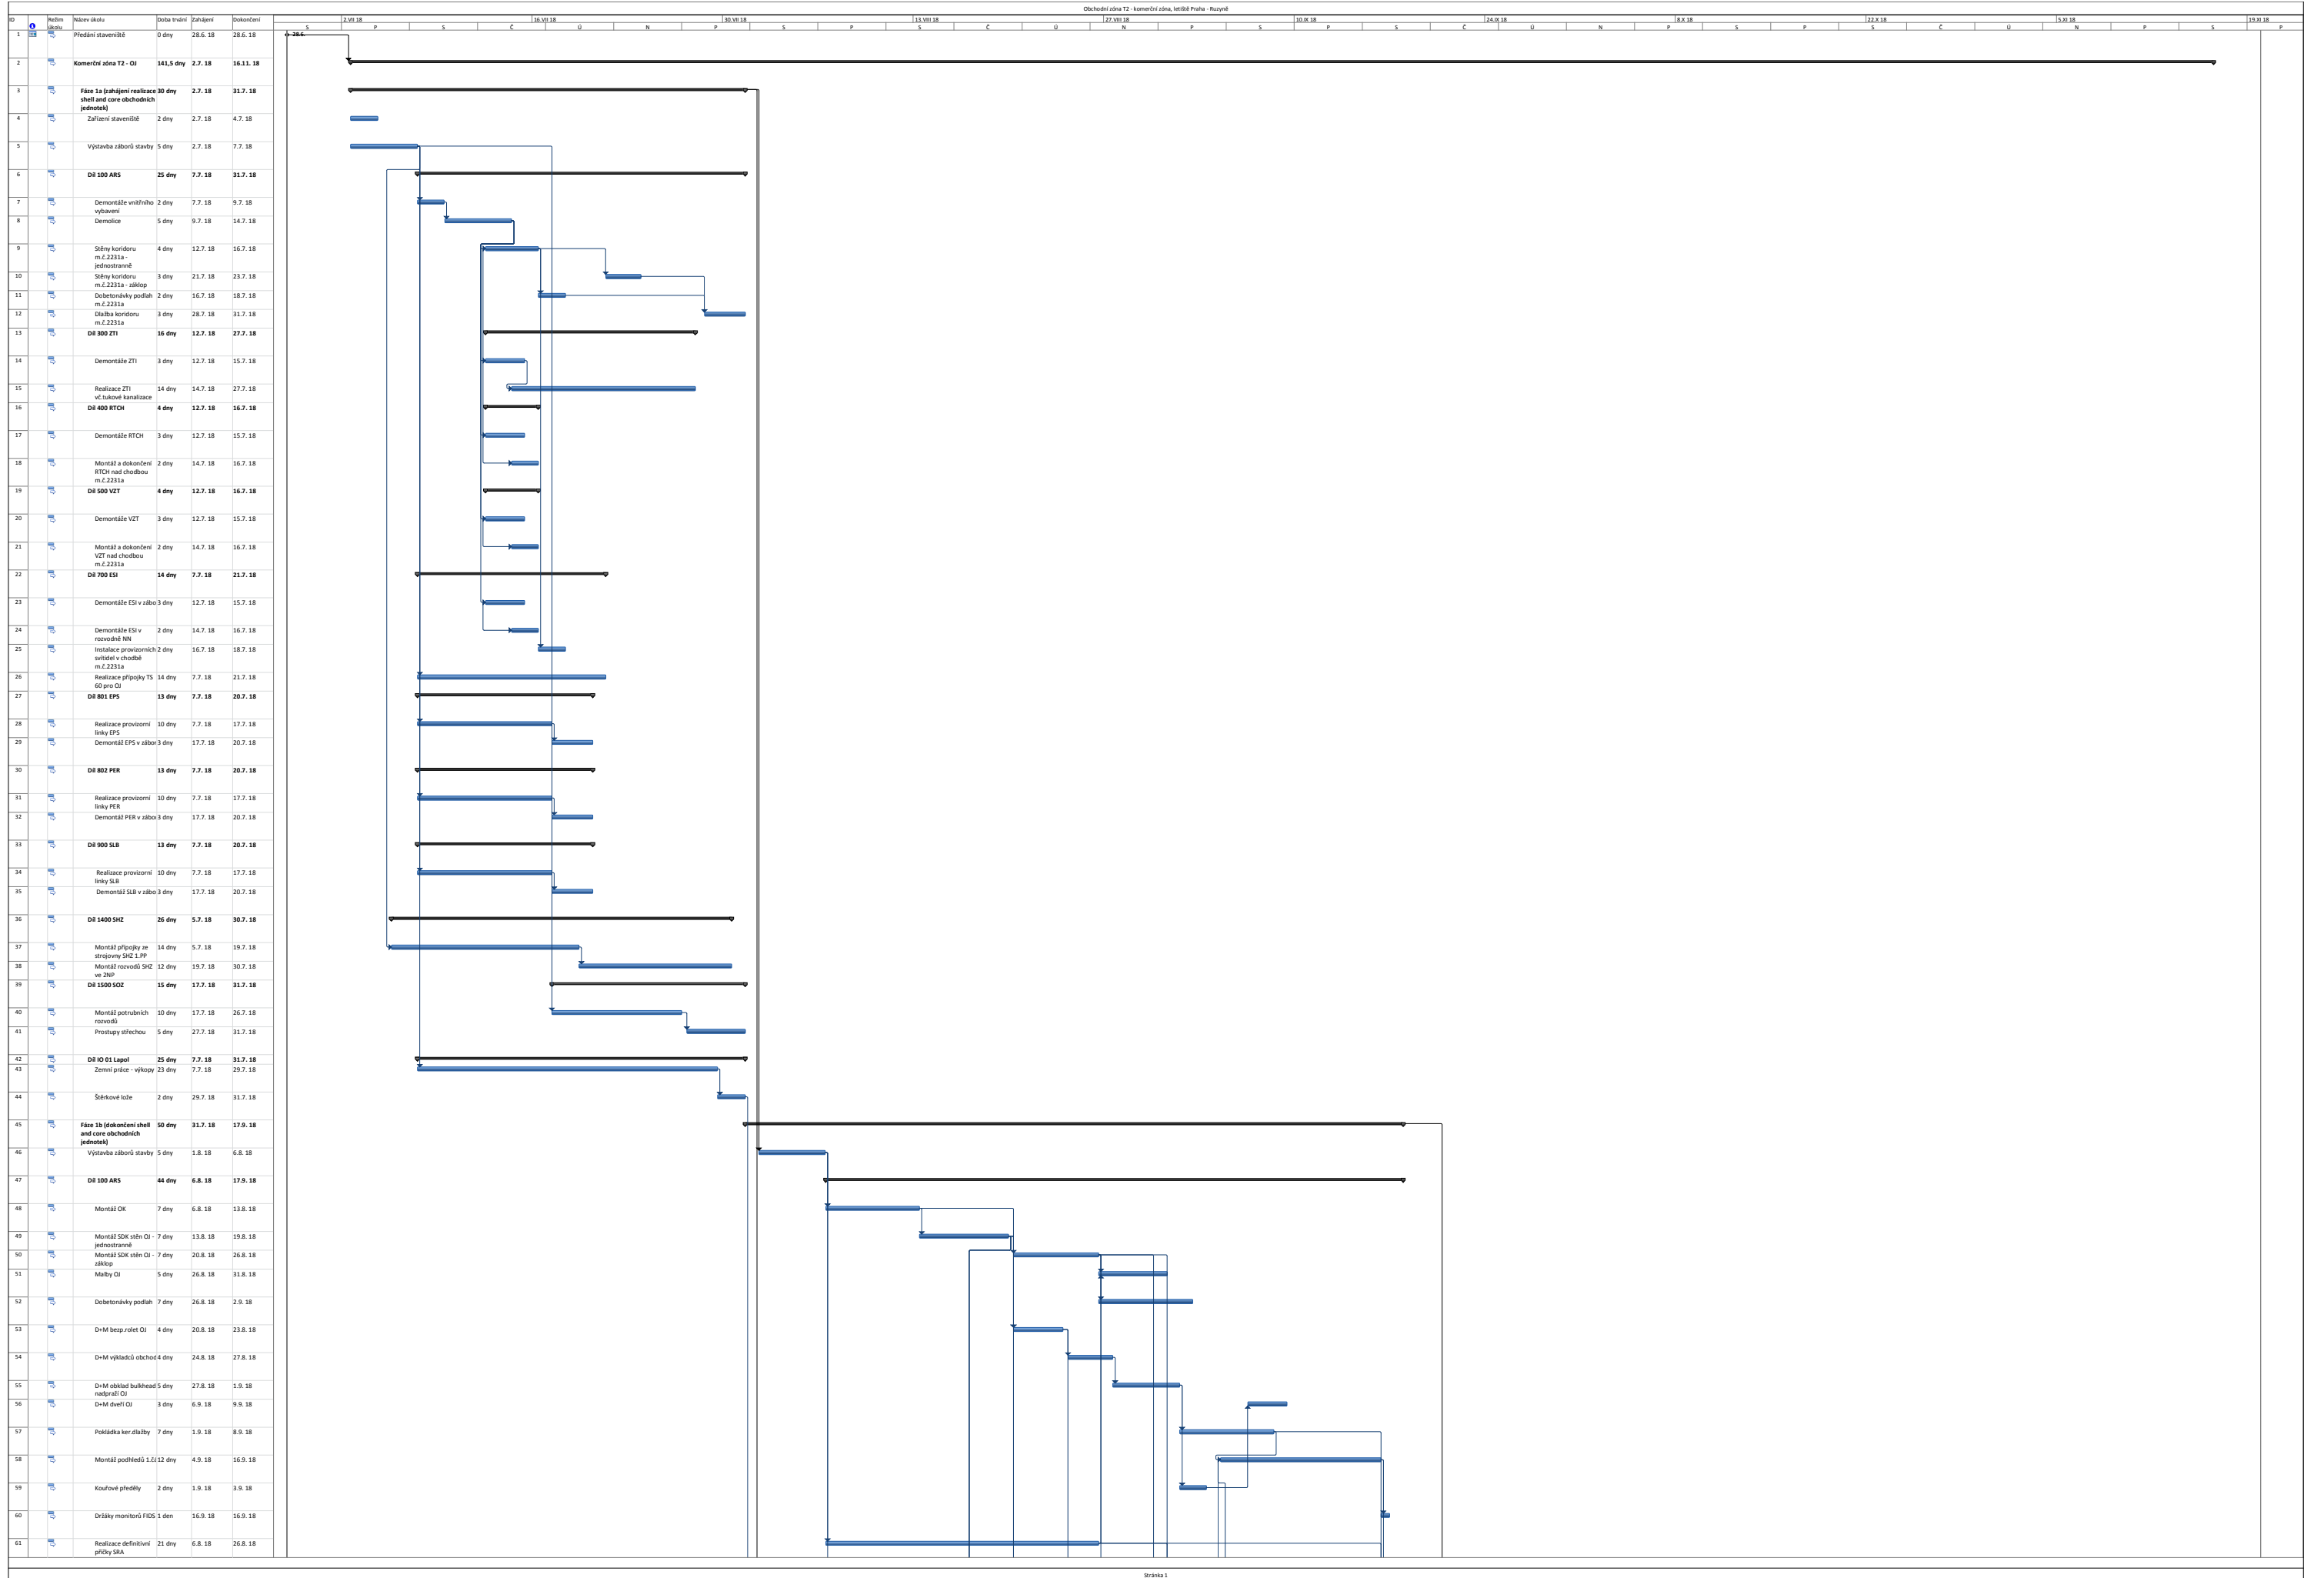 Obchodní zóna T2 - komerční zóna, letiště Praha - Ruzyně
ID Režim úkolu Název úkolu Doba trvání Zahájení Dokončení 2.VII 18 16.VII 18 30.VII 18 13.VIII 18 27.VIII 18 10.IX 18 24.IX 18 8.X 18 22.X 18 5.XI 18 19.XI 18
S P S Č Ú N P S Č Ú N P S Č Ú N P S Č Ú N P S Č Ú N P S P
1 Předání staveniště 0 dny 28.6. 18 28.6. 18 28.6.
2 Komerční zóna T2 - OJ 141,5 dny 2.7. 18 16.11. 18
3 Fáze 1a (zahájení realizace 30 dny 2.7. 18 31.7. 18
shell and core obchodních
jednotek)
4 Zařízení staveniště 2 dny 2.7. 18 4.7. 18
5 Výstavba záborů stavby 5 dny 2.7. 18 7.7. 18
6 Díl 100 ARS 25 dny 7.7. 18 31.7. 18
7 Demontáže vnitřního 2 dny 7.7. 18 9.7. 18
vybavení
8 Demolice 5 dny 9.7. 18 14.7. 18
9 Stěny koridoru 4 dny 12.7. 18 16.7. 18
m.č.2231a -
jednostranně
10 Stěny koridoru 3 dny 21.7. 18 23.7. 18
m.č.2231a - záklop
11 Dobetonávky podlah 2 dny 16.7. 18 18.7. 18
m.č.2231a
12 Dlažba koridoru 3 dny 28.7. 18 31.7. 18
m.č.2231a
13 Díl 300 ZTI 16 dny 12.7. 18 27.7. 18
14 Demontáže ZTI 3 dny 12.7. 18 15.7. 18
15 Realizace ZTI 14 dny 14.7. 18 27.7. 18
vč.tukové kanalizace
16 Díl 400 RTCH 4 dny 12.7. 18 16.7. 18
17 Demontáže RTCH 3 dny 12.7. 18 15.7. 18
18 Montáž a dokončení 2 dny 14.7. 18 16.7. 18
RTCH nad chodbou
m.č.2231a
19 Díl 500 VZT 4 dny 12.7. 18 16.7. 18
20 Demontáže VZT 3 dny 12.7. 18 15.7. 18
21 Montáž a dokončení 2 dny 14.7. 18 16.7. 18
VZT nad chodbou
m.č.2231a
22 Díl 700 ESI 14 dny 7.7. 18 21.7. 18
23 Demontáže ESI v zábo 3 dny 12.7. 18 15.7. 18
24 Demontáže ESI v 2 dny 14.7. 18 16.7. 18
rozvodně NN
25 Instalace provizorních 2 dny 16.7. 18 18.7. 18
svítidel v chodbě
m.č.2231a
26 Realizace přípojky TS 14 dny 7.7. 18 21.7. 18
60 pro OJ
27 Díl 801 EPS 13 dny 7.7. 18 20.7. 18
28 Realizace provizorní 10 dny 7.7. 18 17.7. 18
linky EPS
29 Demontáž EPS v zábor 3 dny 17.7. 18 20.7. 18
30 Díl 802 PER 13 dny 7.7. 18 20.7. 18
31 Realizace provizorní 10 dny 7.7. 18 17.7. 18
linky PER
32 Demontáž PER v zábo 3 dny 17.7. 18 20.7. 18
33 Díl 900 SLB 13 dny 7.7. 18 20.7. 18
34 Realizace provizorní 10 dny 7.7. 18 17.7. 18
linky SLB
35 Demontáž SLB v zábo 3 dny 17.7. 18 20.7. 18
36 Díl 1400 SHZ 26 dny 5.7. 18 30.7. 18
37 Montáž přípojky ze 14 dny 5.7. 18 19.7. 18
strojovny SHZ 1.PP
38 Montáž rozvodů SHZ 12 dny 19.7. 18 30.7. 18
ve 2NP
39 Díl 1500 SOZ 15 dny 17.7. 18 31.7. 18
40 Montáž potrubních 10 dny 17.7. 18 26.7. 18
rozvodů
41 Prostupy střechou 5 dny 27.7. 18 31.7. 18
42 Díl IO 01 Lapol 25 dny 7.7. 18 31.7. 18
43 Zemní práce - výkopy 23 dny 7.7. 18 29.7. 18
44 Štěrkové lože 2 dny 29.7. 18 31.7. 18
45 Fáze 1b (dokončení shell 50 dny 31.7. 18 17.9. 18
and core obchodních
jednotek)
46 Výstavba záborů stavby 5 dny 1.8. 18 6.8. 18
47 Díl 100 ARS 44 dny 6.8. 18 17.9. 18
48 Montáž OK 7 dny 6.8. 18 13.8. 18
49 Montáž SDK stěn OJ - 7 dny 13.8. 18 19.8. 18
jednostranně
50 Montáž SDK stěn OJ - 7 dny 20.8. 18 26.8. 18
záklop
51 Malby OJ 5 dny 26.8. 18 31.8. 18
52 Dobetonávky podlah 7 dny 26.8. 18 2.9. 18
53 D+M bezp.rolet OJ 4 dny 20.8. 18 23.8. 18
54 D+M výkladců obchod 4 dny 24.8. 18 27.8. 18
55 D+M obklad bulkhead 5 dny 27.8. 18 1.9. 18
nadpraží OJ
56 D+M dveří OJ 3 dny 6.9. 18 9.9. 18
57 Pokládka ker.dlažby 7 dny 1.9. 18 8.9. 18
58 Montáž podhledů 1.čá 12 dny 4.9. 18 16.9. 18
59 Kouřové předěly 2 dny 1.9. 18 3.9. 18
60 Držáky monitorů FIDS 1 den 16.9. 18 16.9. 18
61 Realizace definitivní 21 dny 6.8. 18 26.8. 18
příčky SRA
Stránka 1